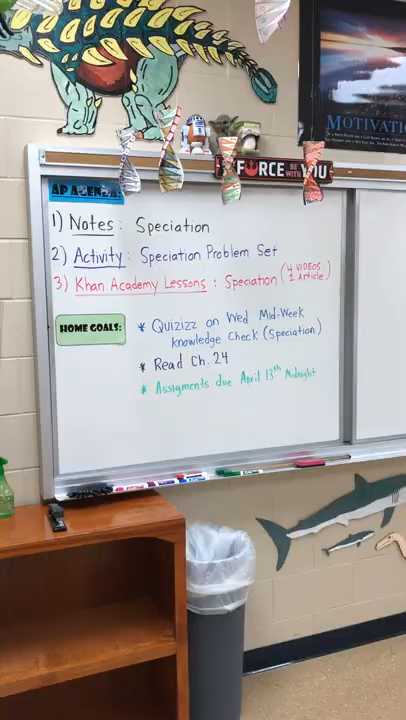 MOTIVATIO
FORCE BE WITH YOU
AP AGENDA:
1) Notes: Speciation
2) Activity: Speciation Problem Set
3) Khan Academy Lessons: Speciation (4 VIDEOS 1 Article)
HOME GOALS:
* Quizizz on Wed Mid-Week
knowledge Check (Speciation)
* Read Ch. 24
* Assigments due April 13th Midnight